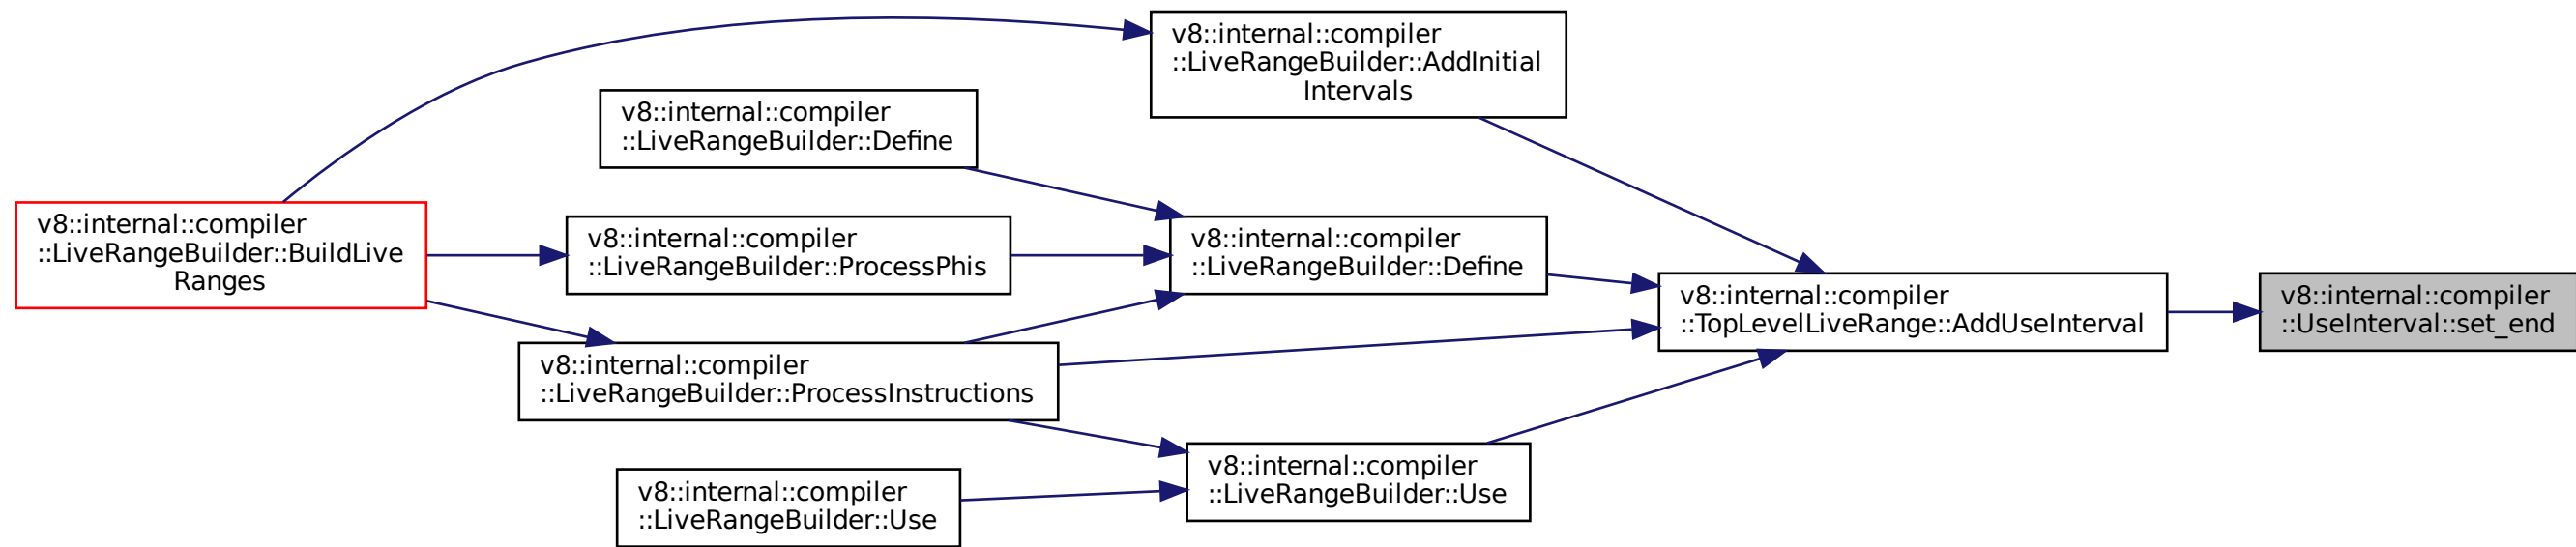 v8::internal::compiler
::LiveRangeBuilder::AddInitial
Intervals
v8::internal::compiler
::LiveRangeBuilder::Define
v8::internal::compiler
::LiveRangeBuilder::BuildLive
Ranges
v8::internal::compiler
::LiveRangeBuilder::ProcessPhis
v8::internal::compiler
::LiveRangeBuilder::Define
v8::internal::compiler
::TopLevelLiveRange::AddUseInterval
v8::internal::compiler
::UseInterval::set_end
v8::internal::compiler
::LiveRangeBuilder::ProcessInstructions
v8::internal::compiler
::LiveRangeBuilder::Use
v8::internal::compiler
::LiveRangeBuilder::Use